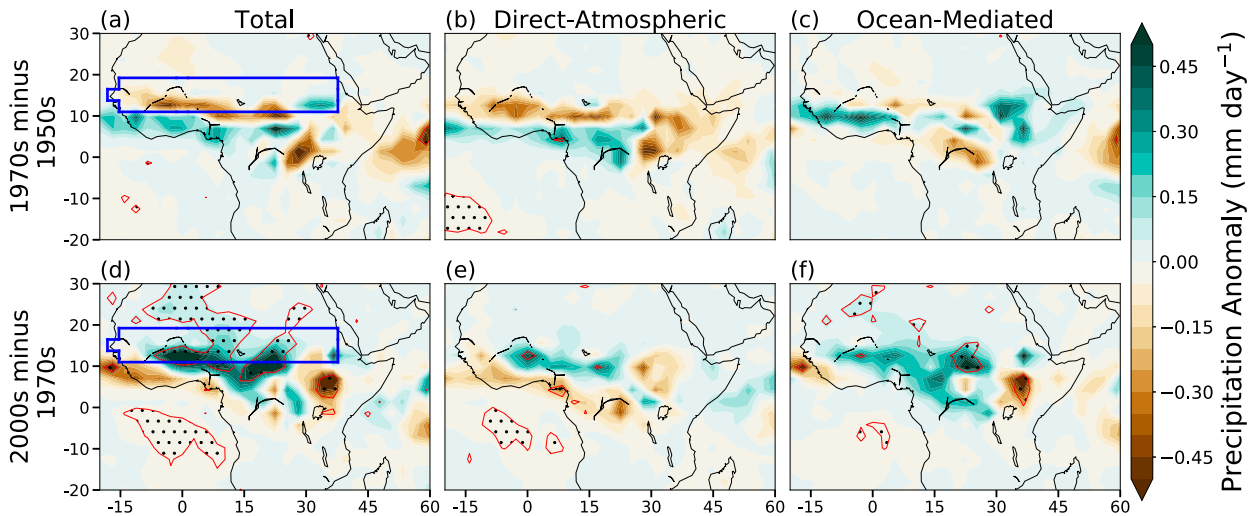 (a) Total
(b) Direct-Atmospheric
(c) Ocean-Mediated
1970s minus
1950s
30
20
10
0
-10
-20
(d)
(e)
(f)
2000s minus
1970s
30
20
10
0
-10
-20
-15 0 15 30 45 60
-15 0 15 30 45 60
-15 0 15 30 45 60
0.45
0.30
0.15
0.00
−0.15
−0.30
−0.45
Precipitation Anomaly (mm day⁻¹)